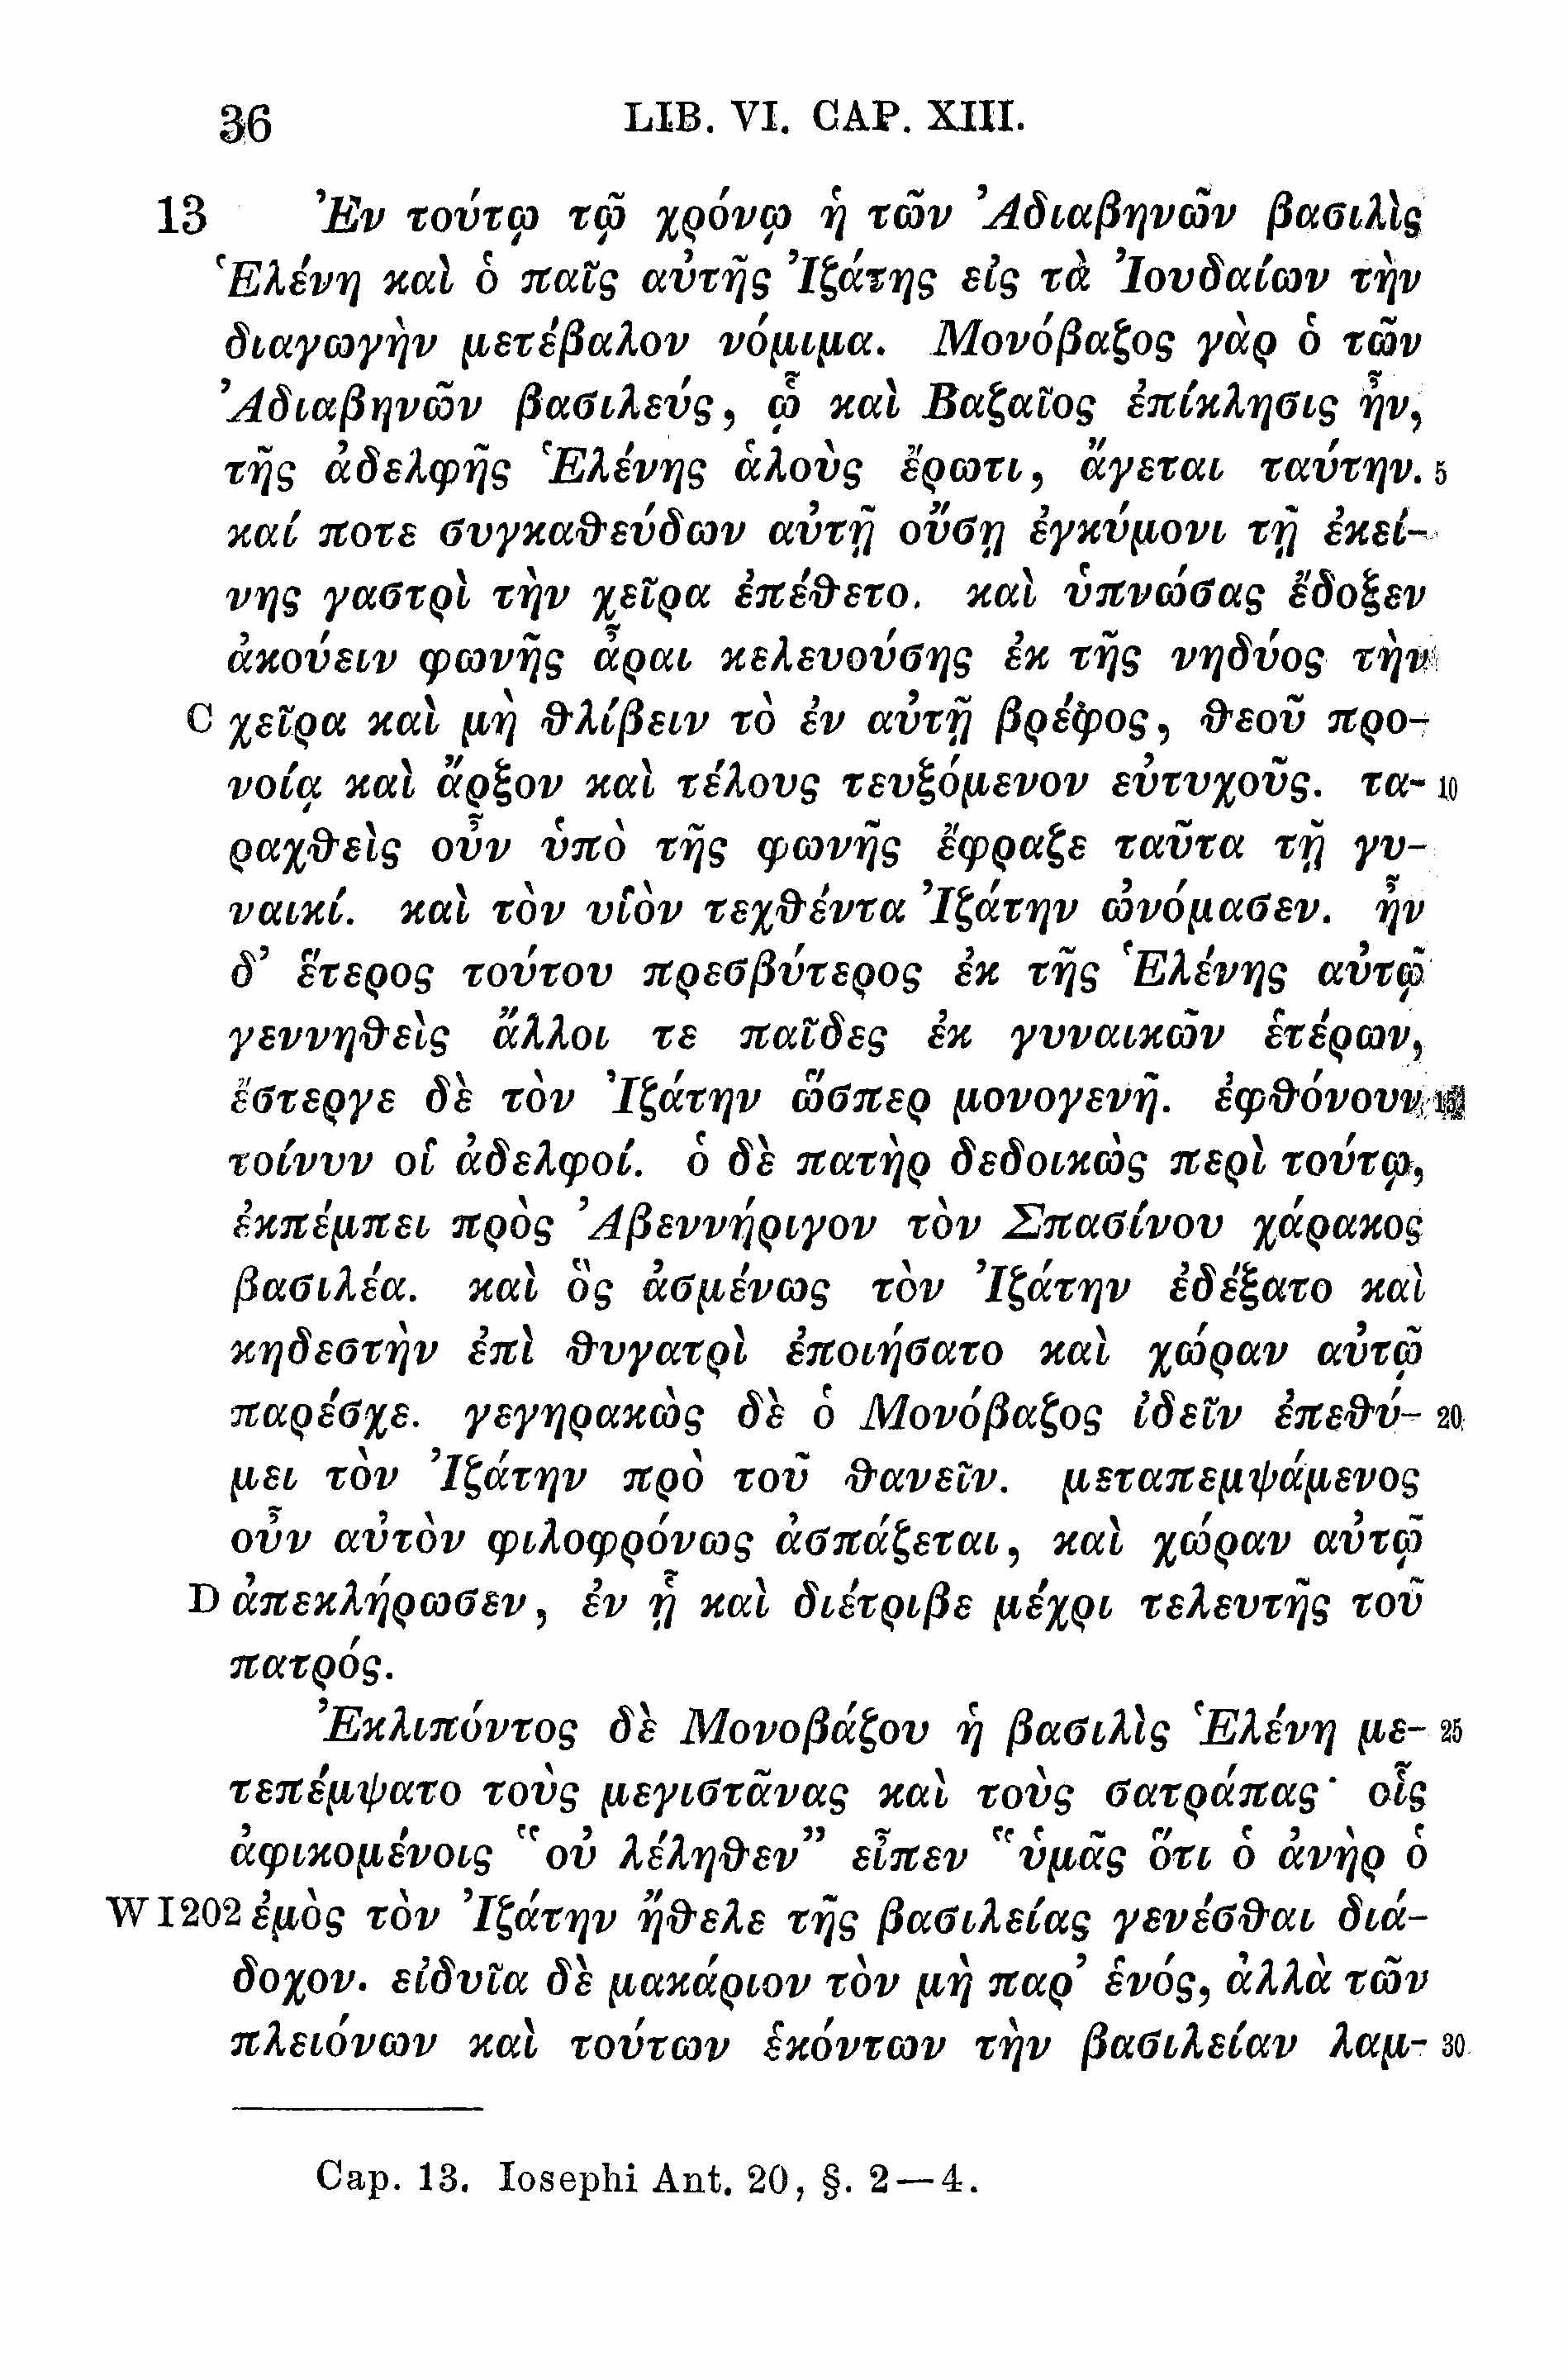 36 LIB. VI. CAP. XIII.
13 Ἐν τούτῳ τῷ χρόνῳ ἡ τῶν Ἀδιαβηνῶν βασιλὶς
Ἑλένη καὶ ὁ παῖς αὐτῆς Ἰζάτης εἰς τὰ Ἰουδαίων τὴν
διαγωγὴν μετέβαλον νόμιμα. Μονόβαζος γὰρ ὁ τῶν
Ἀδιαβηνῶν βασιλεύς, ᾧ καὶ Βαζαῖος ἐπίκλησις ἦν,
τῆς ἀδελφῆς Ἑλένης ἁλοὺς ἔρωτι, ἄγεται ταύτην. 5
καί ποτε συγκαθεύδων αὐτῇ οὔσῃ ἐγκύμονι τῇ ἐκεί-
νης γαστρὶ τὴν χεῖρα ἐπέθετο. καὶ ὑπνώσας ἔδοξεν
ἀκούειν φωνῆς ἆραι κελευούσης ἐκ τῆς νηδύος τὴν
C χεῖρα καὶ μὴ θλίβειν τὸ ἐν αὐτῇ βρέφος, θεοῦ προ-
νοίᾳ καὶ ἄρξον καὶ τέλους τευξόμενον εὐτυχοῦς. τα- 10
ραχθεὶς οὖν ὑπὸ τῆς φωνῆς ἔφραζε ταῦτα τῇ γυ-
ναικί. καὶ τὸν υἱὸν τεχθέντα Ἰζάτην ὠνόμασεν. ἦν
δ’ ἕτερος τούτου πρεσβύτερος ἐκ τῆς Ἑλένης αὐτῷ
γεννηθεὶς ἄλλοι τε παῖδες ἐκ γυναικῶν ἑτέρων,
ἔστεργε δὲ τὸν Ἰζάτην ὥσπερ μονογενῆ. ἐφθόνουν 15
τοίνυν οἱ ἀδελφοί. ὁ δὲ πατὴρ δεδοικὼς περὶ τούτῳ,
ἐκπέμπει πρὸς Ἀβεννήριγον τὸν Σπασίνου χάρακος
βασιλέα. καὶ ὃς ἀσμένως τὸν Ἰζάτην ἐδέξατο καὶ
κηδεστὴν ἐπὶ θυγατρὶ ἐποιήσατο καὶ χώραν αὐτῷ
παρέσχε. γεγηρακὼς δὲ ὁ Μονόβαζος ἰδεῖν ἐπεθύ- 20
μει τὸν Ἰζάτην πρὸ τοῦ θανεῖν. μεταπεμψάμενος
οὖν αὐτὸν φιλοφρόνως ἀσπάζεται, καὶ χώραν αὐτῷ
D ἀπεκλήρωσεν, ἐν ᾗ καὶ διέτριβε μέχρι τελευτῆς τοῦ
πατρός.
Ἐκλιπόντος δὲ Μονοβάζου ἡ βασιλὶς Ἑλένη με- 25
τεπέμψατο τοὺς μεγιστᾶνας καὶ τοὺς σατράπας· οἷς
ἀφικομένοις “οὐ λέληθεν” εἶπεν “ὑμᾶς ὅτι ὁ ἀνὴρ ὁ
W I 202 ἐμὸς τὸν Ἰζάτην ἤθελε τῆς βασιλείας γενέσθαι διά-
δοχον. εἰδυῖα δὲ μακάριον τὸν μὴ παρ’ ἑνός, ἀλλὰ τῶν
πλειόνων καὶ τούτων ἑκόντων τὴν βασιλείαν λαμ- 30
Cap. 13. Iosephi Ant. 20, §. 2—4.